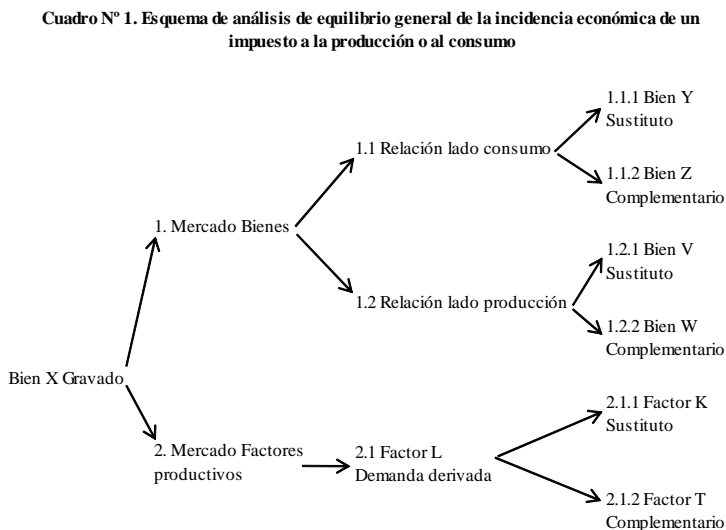 Cuadro Nº 1. Esquema de análisis de equilibrio general de la incidencia económica de un
impuesto a la producción o al consumo
1.1.1 Bien Y
Sustituto
1.1 Relación lado consumo
1.1.2 Bien Z
Complementario
1. Mercado Bienes
1.2.1 Bien V
Sustituto
1.2 Relación lado producción
1.2.2 Bien W
Complementario
Bien X Gravado
2.1.1 Factor K
Sustituto
2. Mercado Factores
productivos
2.1 Factor L
Demanda derivada
2.1.2 Factor T
Complementario